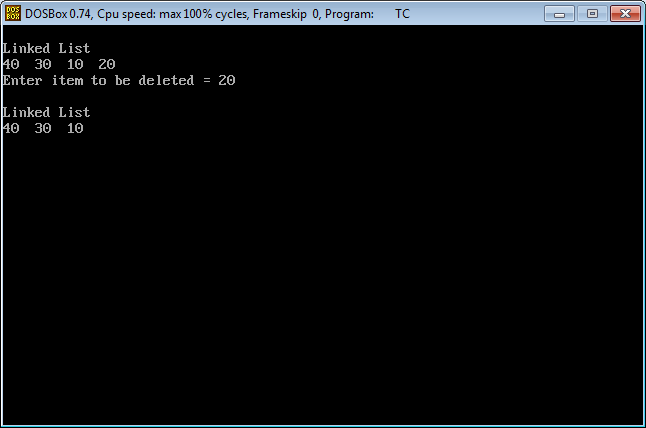 DOSBox 0.74, Cpu speed: max 100% cycles, Frameskip 0, Program: TC
Linked List
40 30 10 20
Enter item to be deleted = 20
Linked List
40 30 10